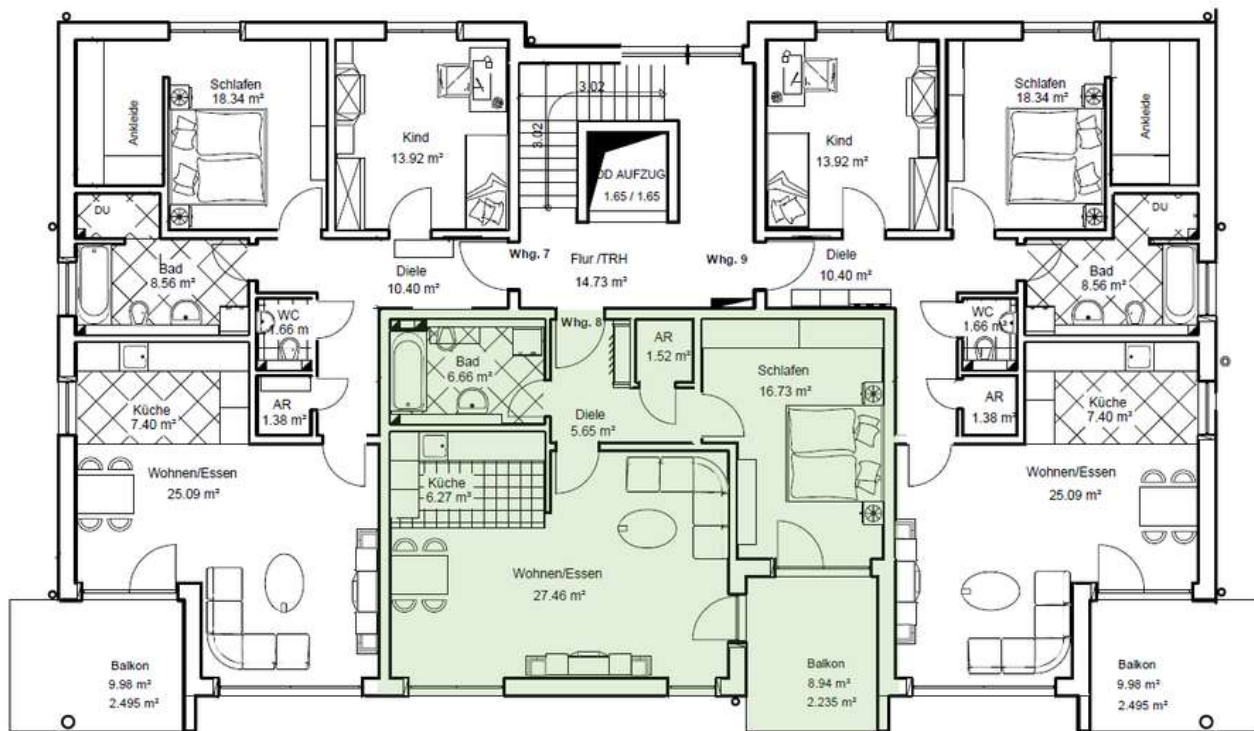 Schlafen
18.34 m²
Ankleide
Kind
13.92 m²
3.02
3.02
DD AUFZUG
1.65 / 1.65
Kind
13.92 m²
Schlafen
18.34 m²
Ankleide
DU
DU
Bad
8.56 m²
Diele
10.40 m²
Whg. 7
Flur /TRH
14.73 m²
Whg. 9
Diele
10.40 m²
Bad
8.56 m²
WC
1.66 m
Whg. 8
WC
1.66 m²
Bad
6.66 m²
AR
1.52 m²
Schlafen
16.73 m²
Küche
7.40 m²
AR
1.38 m²
Diele
5.65 m²
AR
1.38 m²
Küche
7.40 m²
Wohnen/Essen
25.09 m²
Küche
6.27 m²
Wohnen/Essen
25.09 m²
Wohnen/Essen
27.46 m²
Balkon
9.98 m²
2.495 m²
Balkon
8.94 m²
2.235 m²
Balkon
9.98 m²
2.495 m²